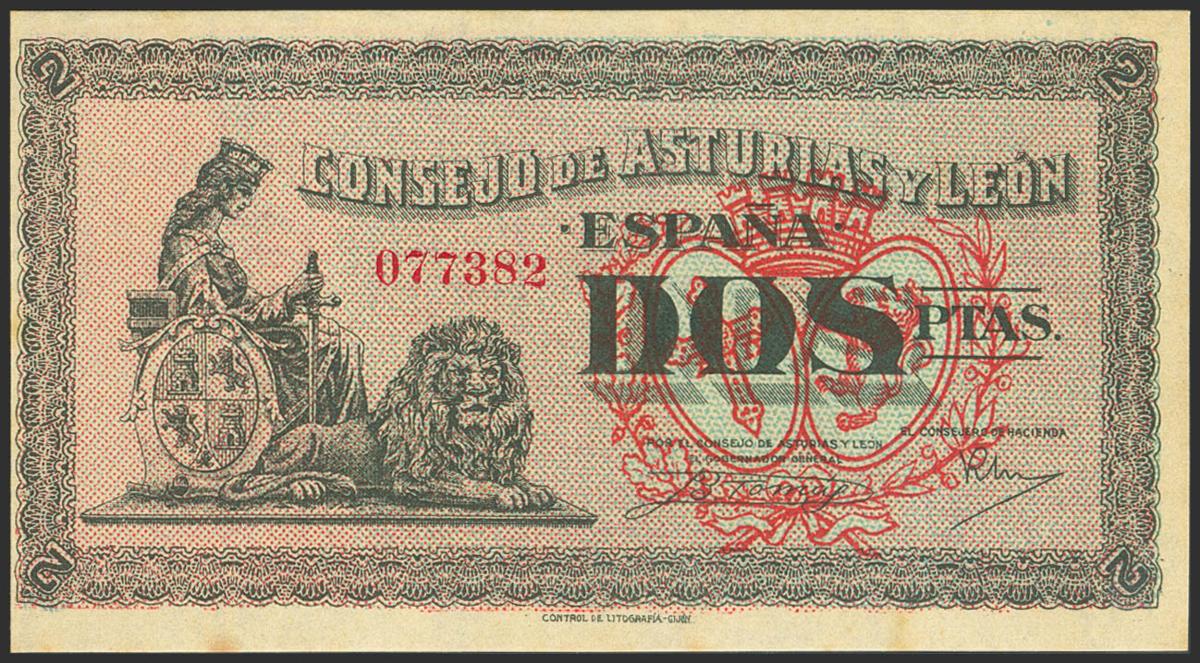 2 2
CONSEJO DE ASTURIAS Y LEÓN
· ESPAÑA ·
077382
DOS PTAS.
POR EL CONSEJO DE ASTURIAS Y LEÓN
EL GOBERNADOR GENERAL
EL CONSEJERO DE HACIENDA
2 2
CONTROL DE LITOGRAFÍA.-GIJÓN.